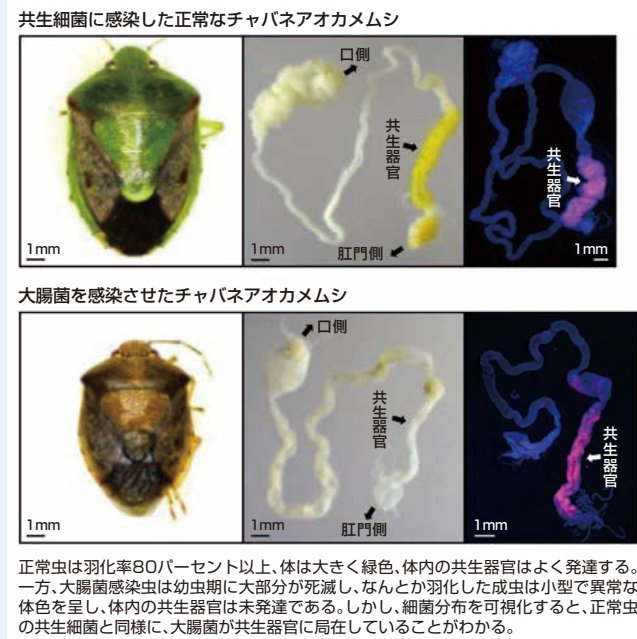 共生細菌に感染した正常なチャバネアオカメムシ
口側
共生器官
肛門側
1mm
1mm
共生器官
1mm
大腸菌を感染させたチャバネアオカメムシ
口側
共生器官
肛門側
1mm
1mm
共生器官
1mm
正常虫は羽化率80パーセント以上、体は大きく緑色、体内の共生器官はよく発達する。
一方、大腸菌感染虫は幼虫期に大部分が死滅し、なんとか羽化した成虫は小型で異常な
体色を呈し、体内の共生器官は未発達である。しかし、細菌分布を可視化すると、正常虫
の共生細菌と同様に、大腸菌が共生器官に局在していることがわかる。